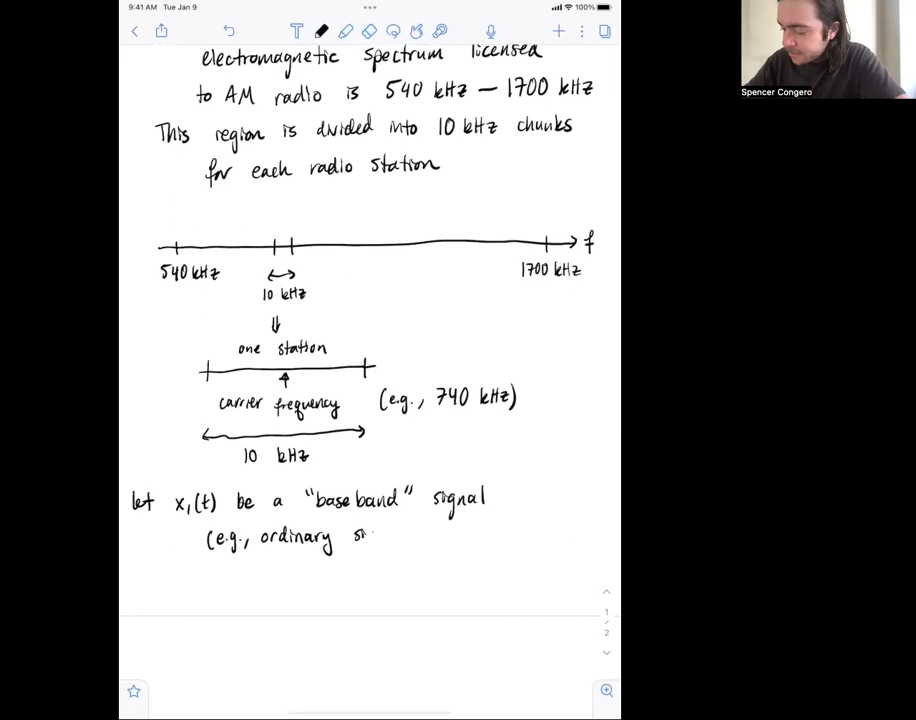 9:41 AM Tue Jan 9
100%
electromagnetic spectrum licensed
to AM radio is 540 kHz – 1700 kHz
This region is divided into 10 kHz chunks
for each radio station
f
540 kHz
1700 kHz
10 kHz
one station
carrier frequency (e.g., 740 kHz)
10 kHz
let x₁(t) be a "baseband" signal
(e.g., ordinary
1
2
Spencer Congero